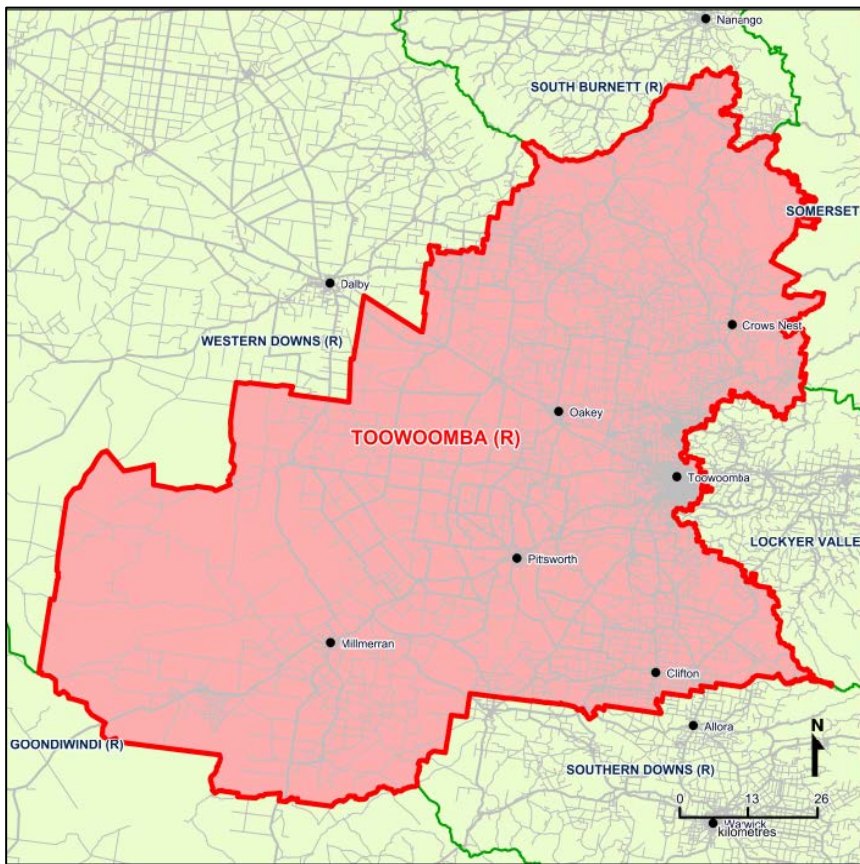 Nanango
SOUTH BURNETT (R)
SOMERSET
Dalby
Crows Nest
WESTERN DOWNS (R)
Oakey
TOOWOOMBA (R)
Toowoomba
LOCKYER VALLE
Pittsworth
Millmerran
Clifton
Allora
N
GOONDIWINDI (R)
SOUTHERN DOWNS (R)
0 13 26
Warwick
kilometres